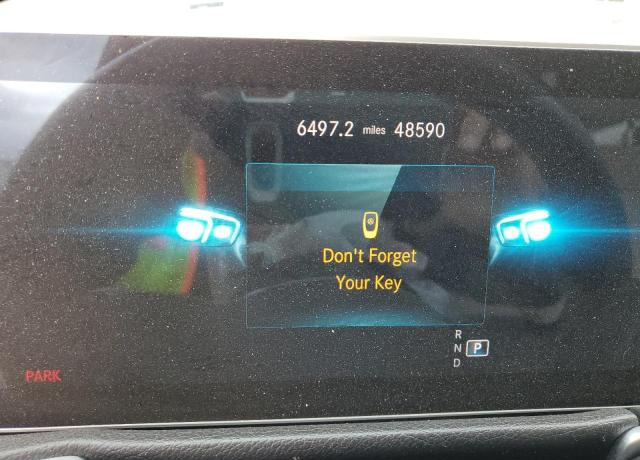 6497.2 miles 48590
Don't Forget
Your Key
R
N P
D
PARK